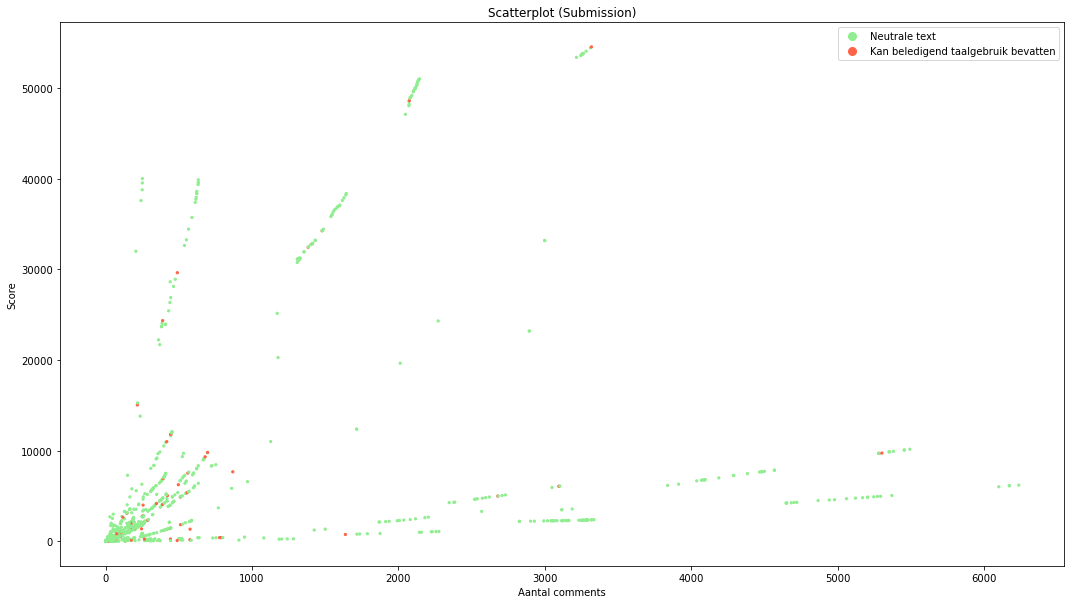 Scatterplot (Submission)
Neutrale text
Kan beledigend taalgebruik bevatten
Score
50000
40000
30000
20000
10000
0
0 1000 2000 3000 4000 5000 6000
Aantal comments